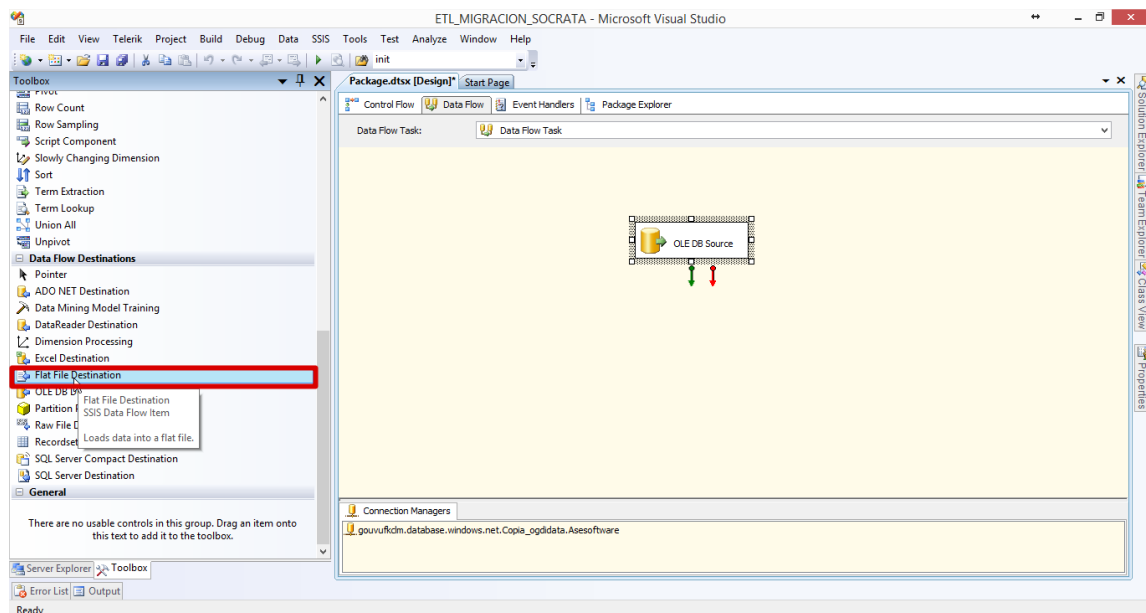 ETL_MIGRACION_SOCRATA - Microsoft Visual Studio
File Edit View Telerik Project Build Debug Data SSIS Tools Test Analyze Window Help
init
Toolbox
Package.dtsx [Design]* Start Page
Control Flow Data Flow Event Handlers Package Explorer
Data Flow Task: Data Flow Task
Pivot
Row Count
Row Sampling
Script Component
Slowly Changing Dimension
Sort
Term Extraction
Term Lookup
Union All
Unpivot
Data Flow Destinations
Pointer
ADO NET Destination
Data Mining Model Training
DataReader Destination
Dimension Processing
Excel Destination
Flat File Destination
OLE DB
Partition
Raw File D
Recordset
SQL Server Compact Destination
SQL Server Destination
General
There are no usable controls in this group. Drag an item onto
this text to add it to the toolbox.
Flat File Destination
SSIS Data Flow Item
Loads data into a flat file.
OLE DB Source
Connection Managers
gouvufkdm.database.windows.net.Copia_ogdidata.Asesoftware
Solution Explorer
Team Explorer
Class View
Properties
Server Explorer Toolbox
Error List Output
Ready